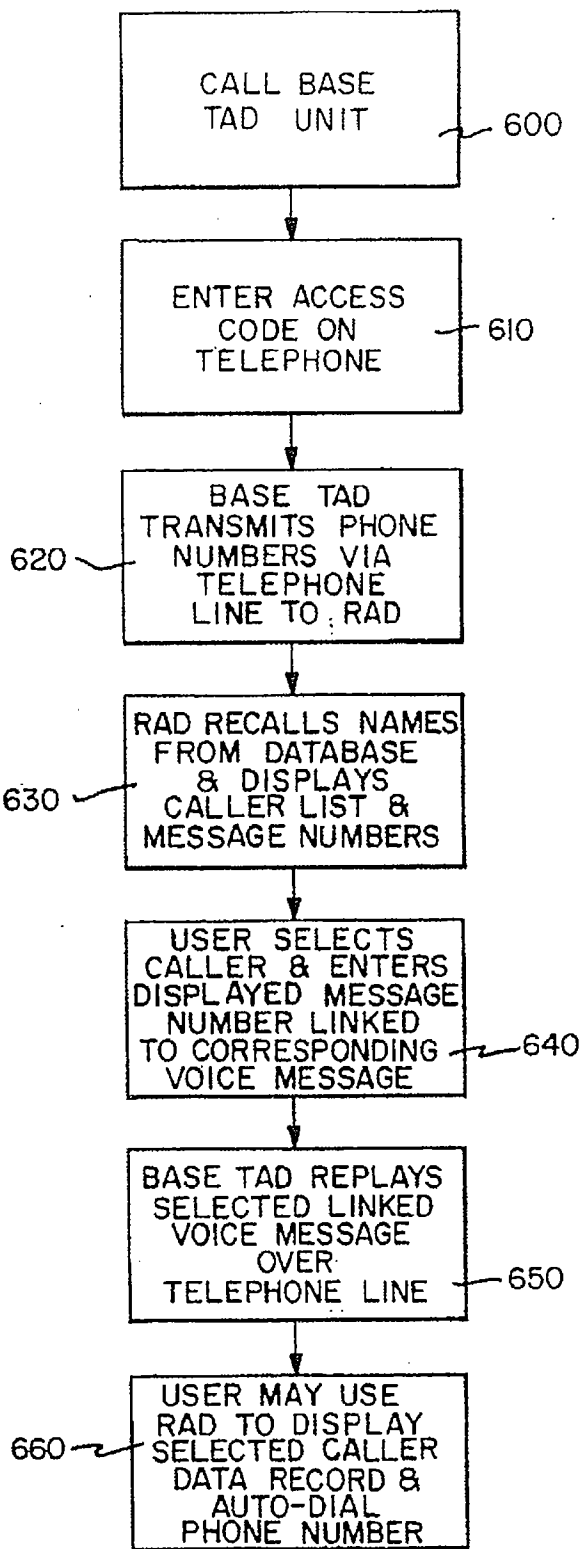 CALL BASE
TAD UNIT
600
ENTER ACCESS
CODE ON
TELEPHONE
610
BASE TAD
TRANSMITS PHONE
NUMBERS VIA
TELEPHONE
LINE TO RAD
620
RAD RECALLS NAMES
FROM DATABASE
& DISPLAYS
CALLER LIST &
MESSAGE NUMBERS
630
USER SELECTS
CALLER & ENTERS
DISPLAYED MESSAGE
NUMBER LINKED
TO CORRESPONDING
VOICE MESSAGE
640
BASE TAD REPLAYS
SELECTED LINKED
VOICE MESSAGE
OVER
TELEPHONE LINE
650
USER MAY USE
RAD TO DISPLAY
SELECTED CALLER
DATA RECORD &
AUTO-DIAL
PHONE NUMBER
660